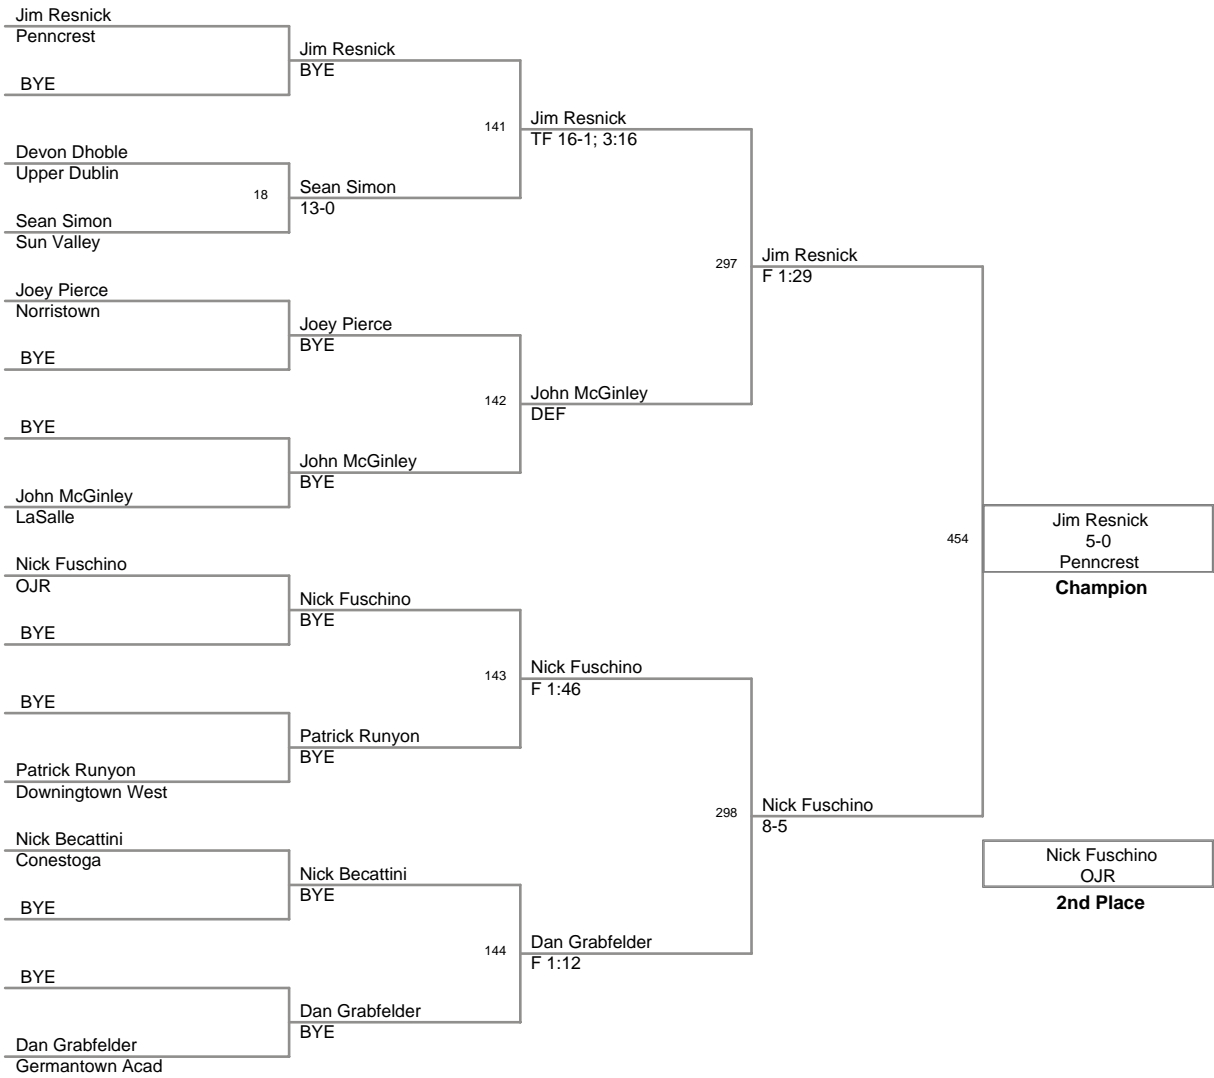 Jim Resnick
Penncrest
BYE
Devon Dhoble
Upper Dublin
18
Sean Simon
Sun Valley
Joey Pierce
Norristown
BYE
BYE
John McGinley
LaSalle
Nick Fuschino
OJR
BYE
BYE
Patrick Runyon
Downingtown West
Nick Becattini
Conestoga
BYE
BYE
Dan Grabfelder
Germantown Acad
Jim Resnick
BYE
141
Sean Simon
13-0
Joey Pierce
BYE
142
John McGinley
BYE
Nick Fuschino
BYE
143
Patrick Runyon
BYE
Nick Becattini
BYE
144
Dan Grabfelder
BYE
Jim Resnick
TF 16-1; 3:16
297
John McGinley
DEF
Nick Fuschino
F 1:46
298
Dan Grabfelder
F 1:12
Jim Resnick
F 1:29
454
Nick Fuschino
8-5
Jim Resnick
5-0
Penncrest
Champion
Nick Fuschino
OJR
2nd Place